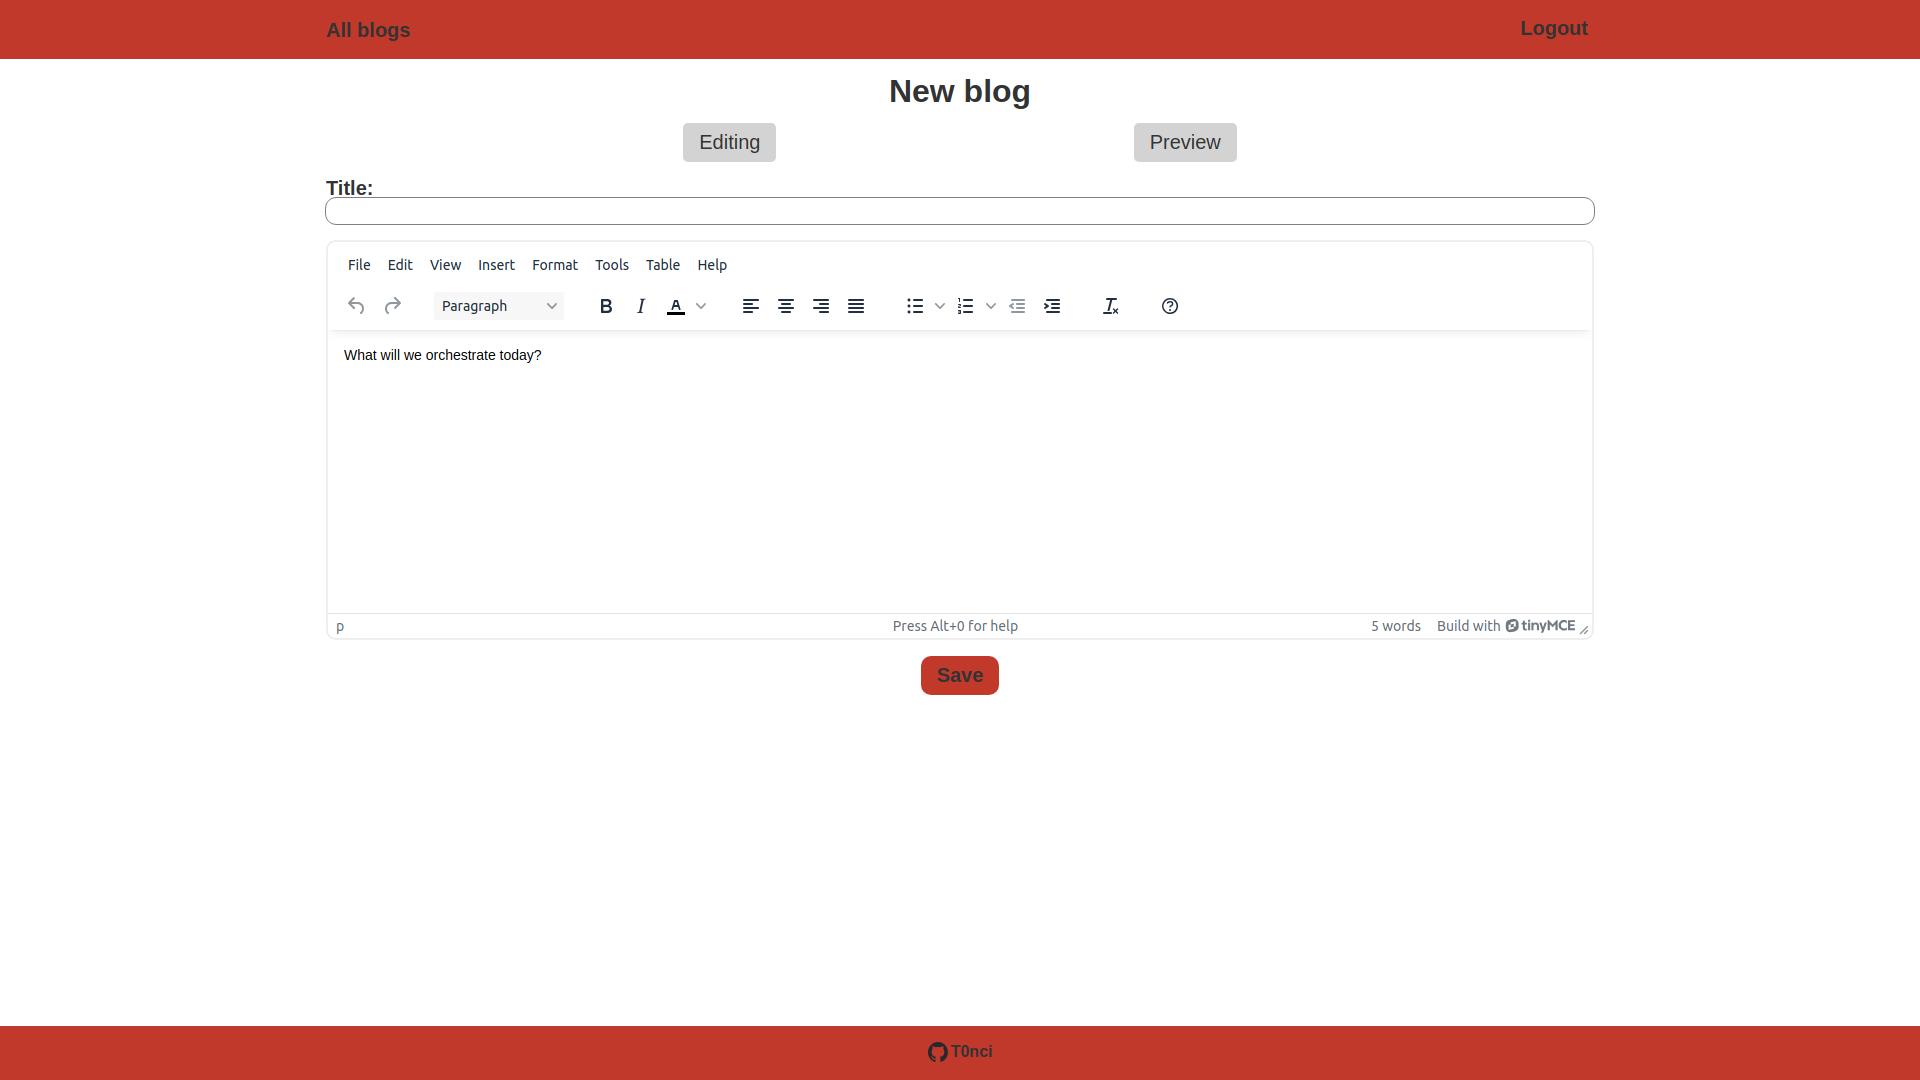 All blogs Logout
New blog
Editing Preview
Title:
File Edit View Insert Format Tools Table Help
Paragraph B I A
What will we orchestrate today?
p Press Alt+0 for help 5 words Build with tinyMCE
Save
T0nci